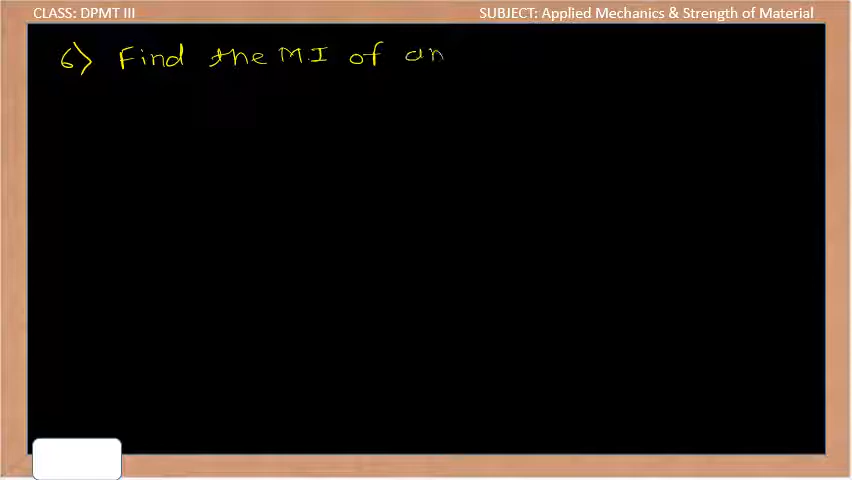 CLASS: DPMT III
SUBJECT: Applied Mechanics & Strength of Material
6) Find the M.I of an